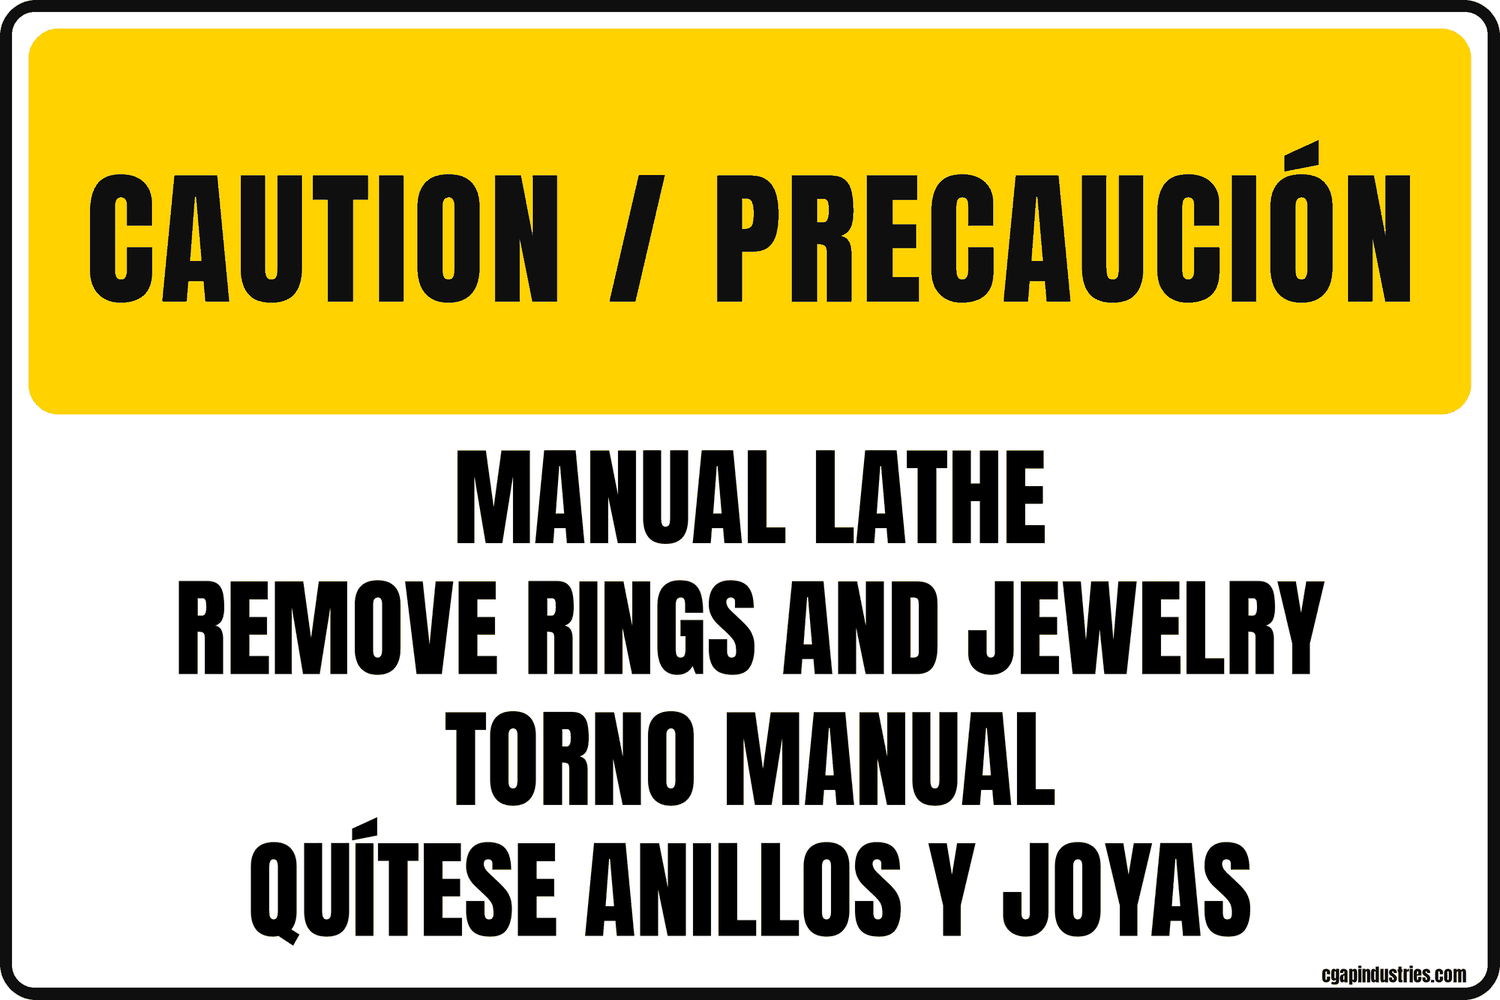 CAUTION / PRECAUCIÓN
MANUAL LATHE
REMOVE RINGS AND JEWELRY
TORNO MANUAL
QUÍTESE ANILLOS Y JOYAS
cgapindustries.com